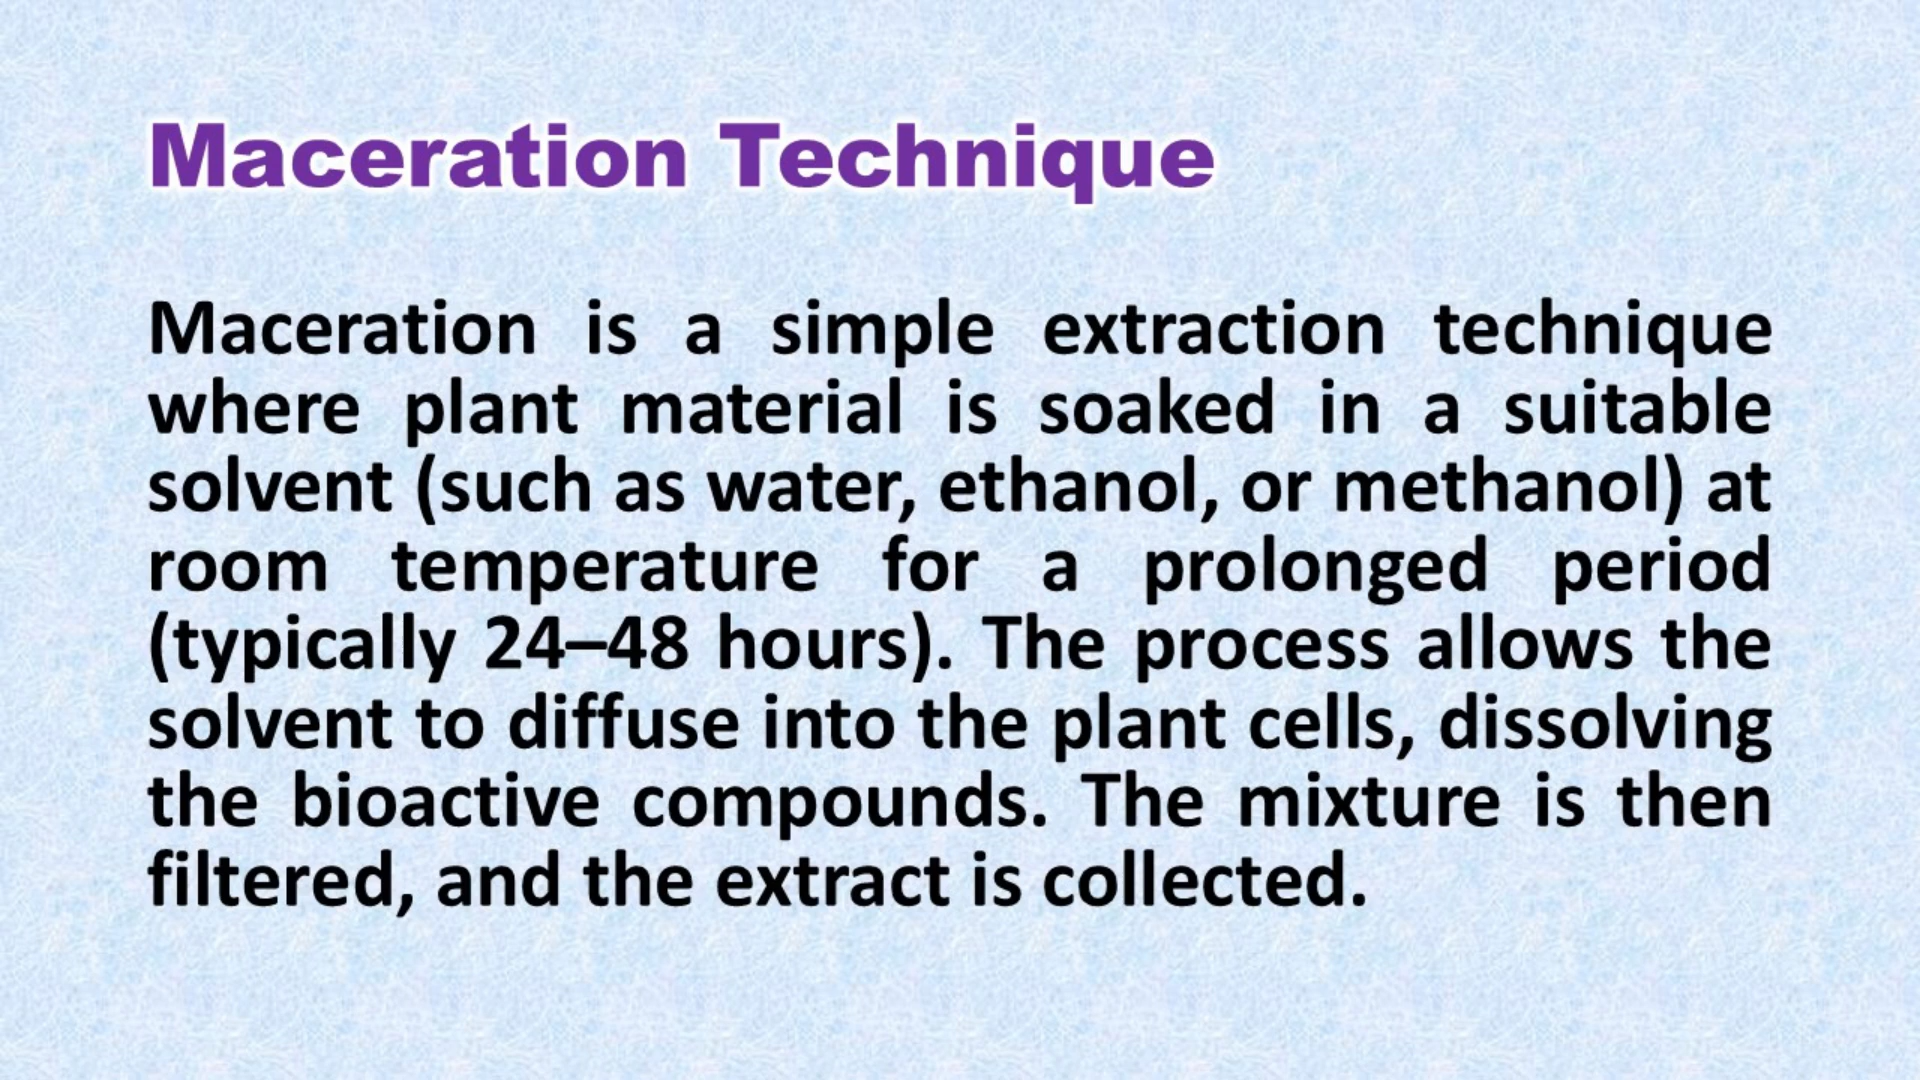 Maceration Technique
Maceration is a simple extraction technique
where plant material is soaked in a suitable
solvent (such as water, ethanol, or methanol) at
room temperature for a prolonged period
(typically 24–48 hours). The process allows the
solvent to diffuse into the plant cells, dissolving
the bioactive compounds. The mixture is then
filtered, and the extract is collected.